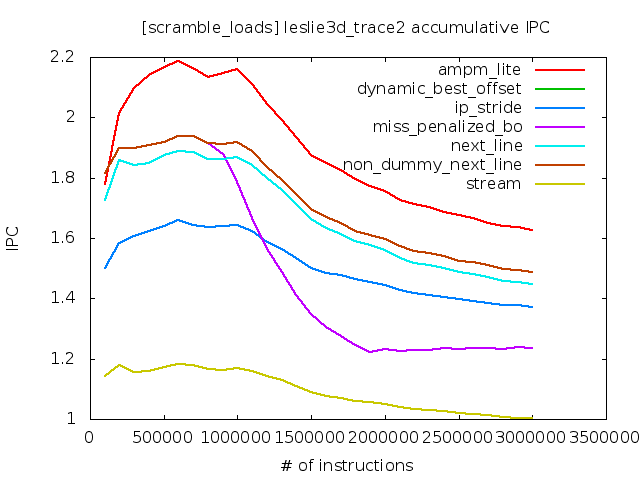 [scramble_loads] leslie3d_trace2 accumulative IPC
ampm_lite
dynamic_best_offset
ip_stride
miss_penalized_bo
next_line
non_dummy_next_line
stream
IPC
2.2
2
1.8
1.6
1.4
1.2
1
0 500000 1000000 1500000 2000000 2500000 3000000 3500000
# of instructions